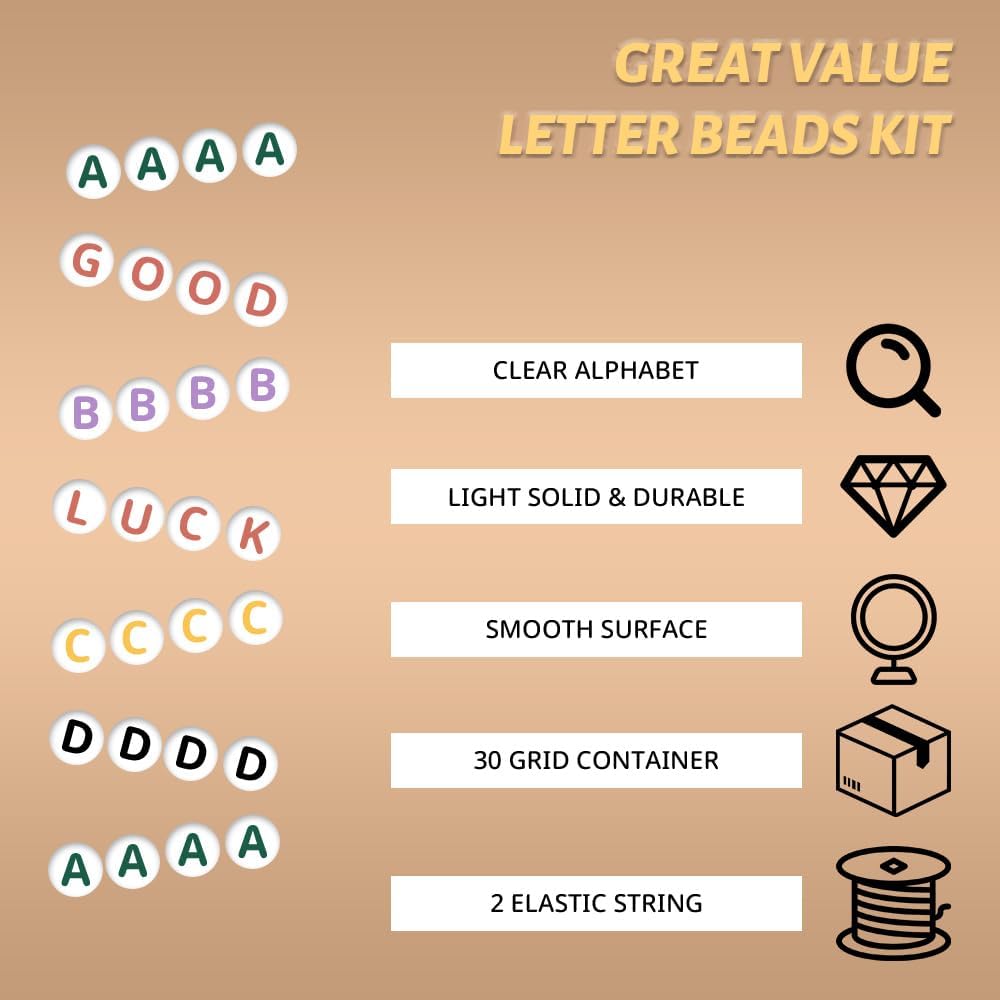 GREAT VALUE
LETTER BEADS KIT
A A A A
G O O D
B B B B
L U C K
C C C C
D D D D
A A A A
CLEAR ALPHABET
LIGHT SOLID & DURABLE
SMOOTH SURFACE
30 GRID CONTAINER
2 ELASTIC STRING